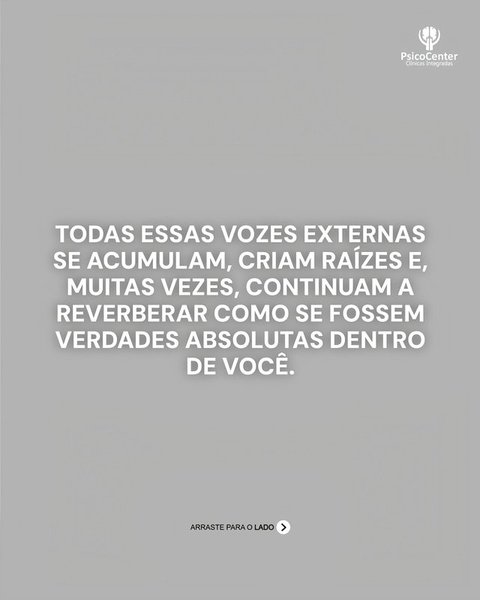 PsicoCenter
Clínicas Integradas
TODAS ESSAS VOZES EXTERNAS
SE ACUMULAM, CRIAM RAÍZES E,
MUITAS VEZES, CONTINUAM A
REVERBERAR COMO SE FOSSEM
VERDADES ABSOLUTAS DENTRO
DE VOCÊ.
ARRASTE PARA O LADO